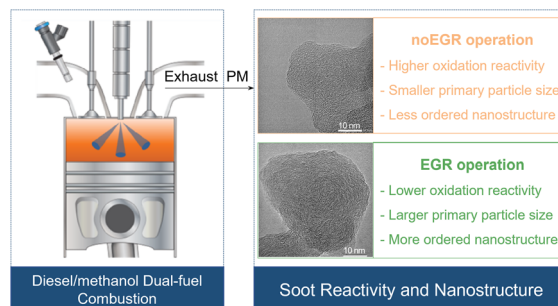 Exhaust PM
noEGR operation
- Higher oxidation reactivity
- Smaller primary particle size
- Less ordered nanostructure
10 nm
EGR operation
- Lower oxidation reactivity
- Larger primary particle size
- More ordered nanostructure
10 nm
Diesel/methanol Dual-fuel
Combustion
Soot Reactivity and Nanostructure